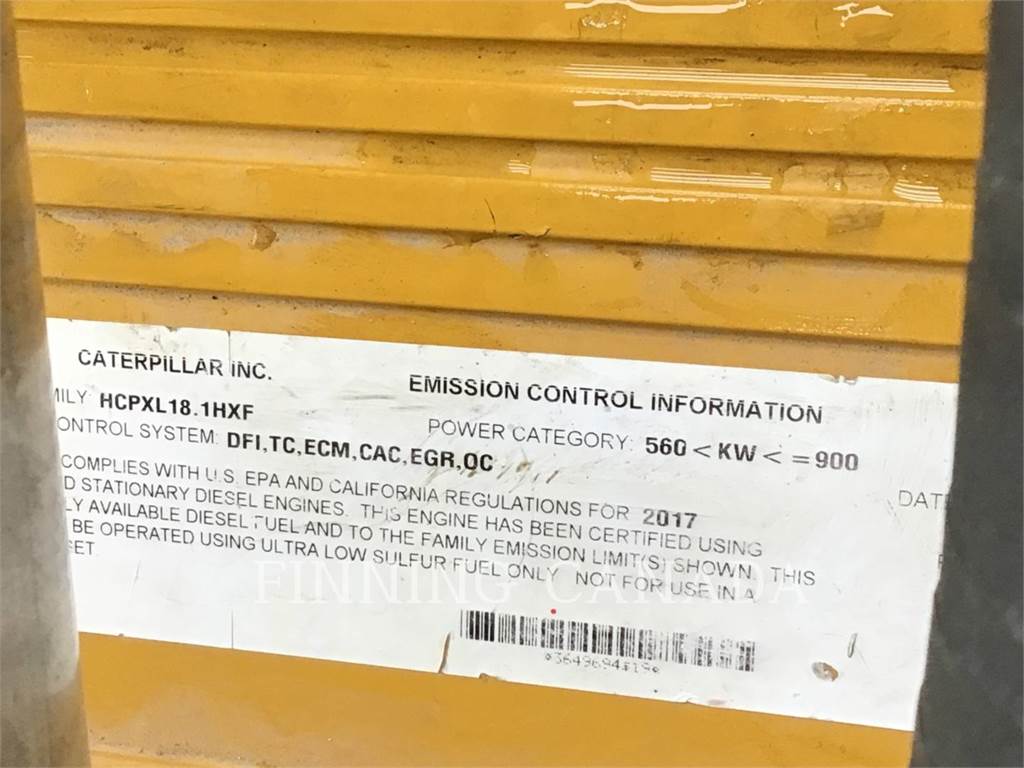 CATERPILLAR INC.
EMISSION CONTROL INFORMATION
MILY: HCPXL18.1HXF
POWER CATEGORY: 560 < KW < = 900
ONTROL SYSTEM: DFI,TC,ECM,CAC,EGR,OC
DAT
COMPLIES WITH U.S. EPA AND CALIFORNIA REGULATIONS FOR 2017
D STATIONARY DIESEL ENGINES. THIS ENGINE HAS BEEN CERTIFIED USING
LY AVAILABLE DIESEL FUEL AND TO THE FAMILY EMISSION LIMIT(S) SHOWN. THIS
BE OPERATED USING ULTRA LOW SULFUR FUEL ONLY NOT FOR USE IN A
SET.
FINNING CANADA